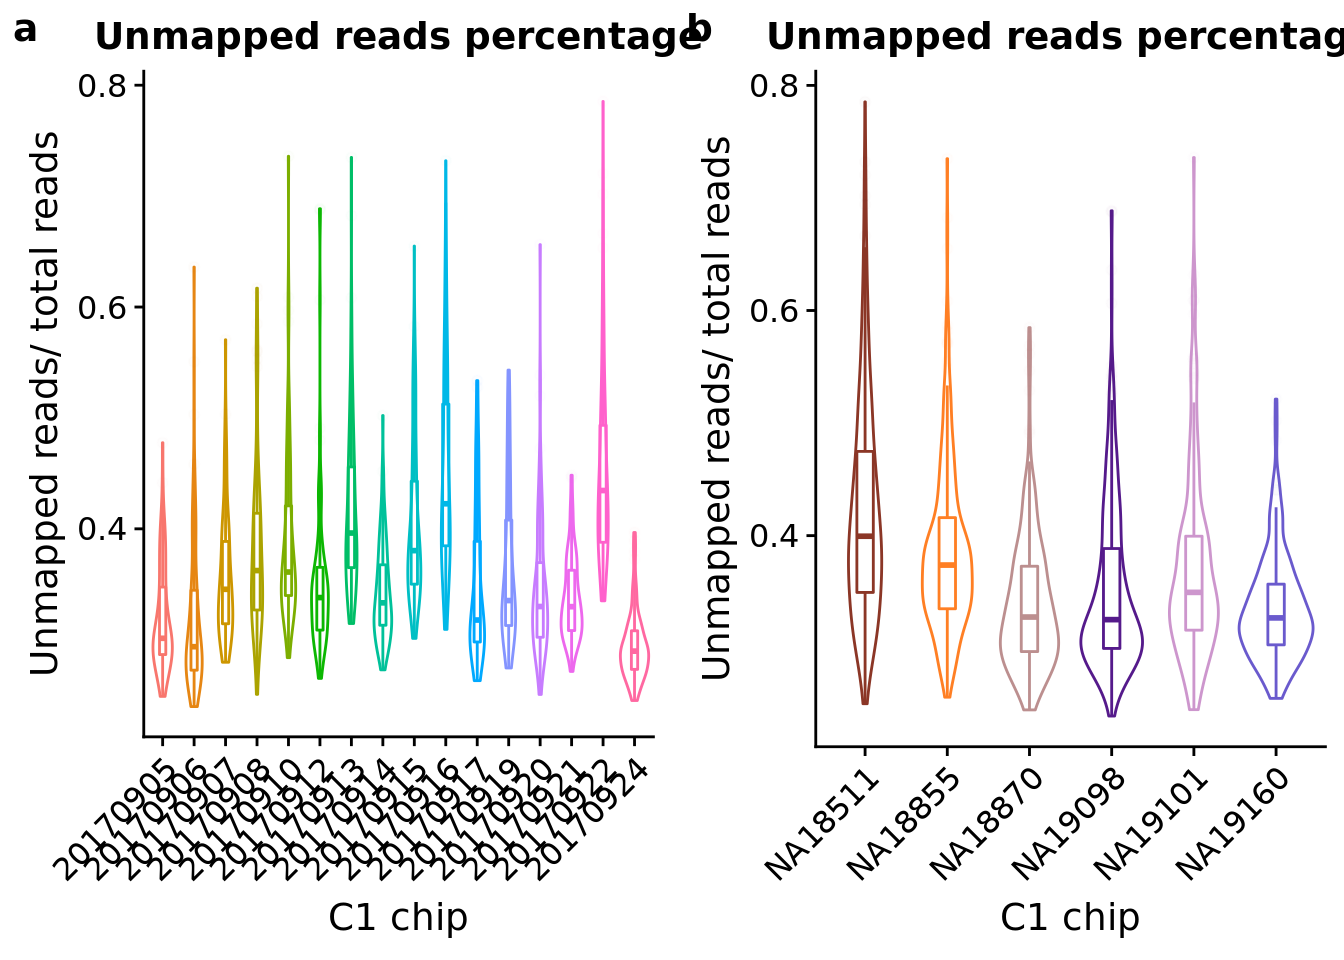 a
Unmapped reads percentage
Unmapped reads/ total reads
0.8
0.6
0.4
20170905
20170906
20170907
20170908
20170910
20170912
20170913
20170914
20170915
20170916
20170917
20170919
20170920
20170921
20170922
20170924
C1 chip
b
Unmapped reads percentag
Unmapped reads/ total reads
0.8
0.6
0.4
NA18511
NA18855
NA18870
NA19098
NA19101
NA19160
C1 chip